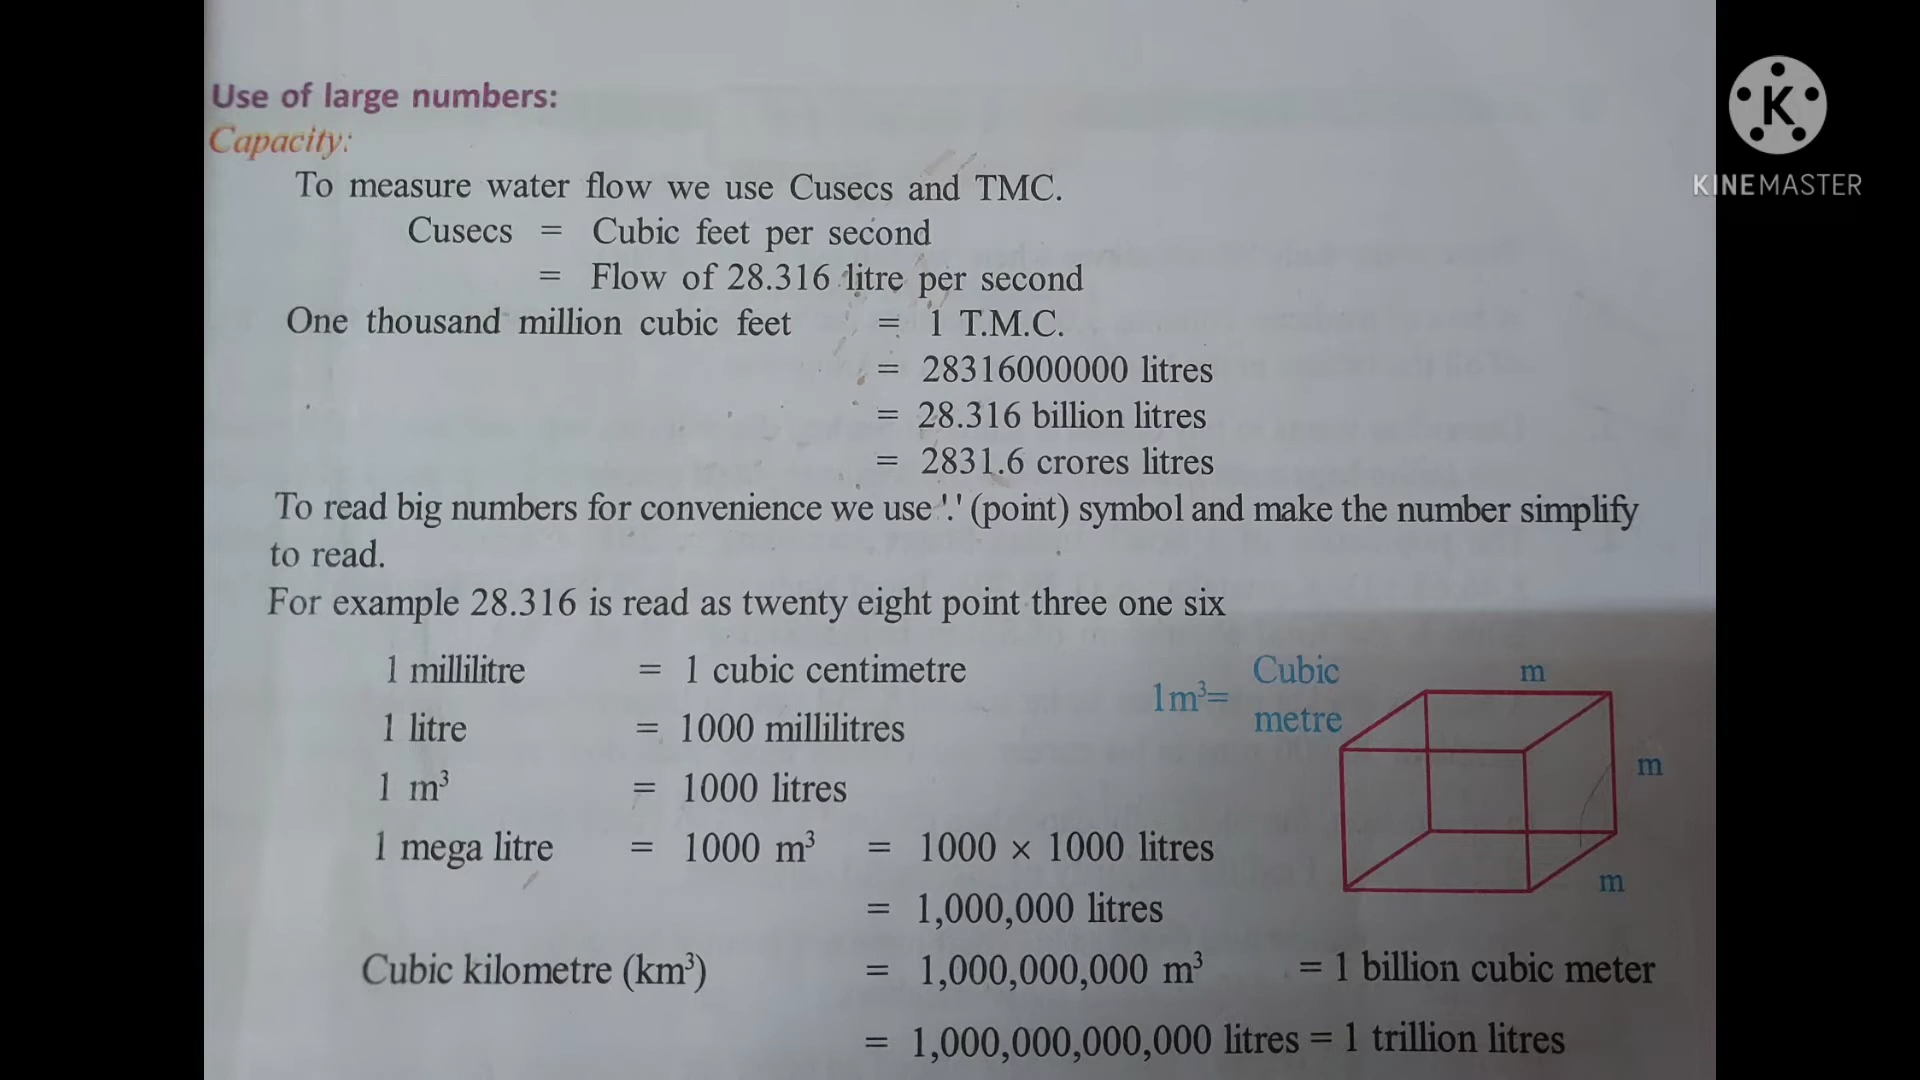 Use of large numbers:
Capacity:
To measure water flow we use Cusecs and TMC.
Cusecs = Cubic feet per second
= Flow of 28.316 litre per second
One thousand million cubic feet = 1 T.M.C.
= 28316000000 litres
= 28.316 billion litres
= 2831.6 crores litres
To read big numbers for convenience we use '.' (point) symbol and make the number simplify
to read.
For example 28.316 is read as twenty eight point three one six
1 millilitre = 1 cubic centimetre
1 litre = 1000 millilitres
1 m³ = 1000 litres
1 mega litre = 1000 m³ = 1000 × 1000 litres
= 1,000,000 litres
Cubic kilometre (km³) = 1,000,000,000 m³ = 1 billion cubic meter
= 1,000,000,000,000 litres = 1 trillion litres
1m³= Cubic
metre
m
m
m
K
KINEMASTER